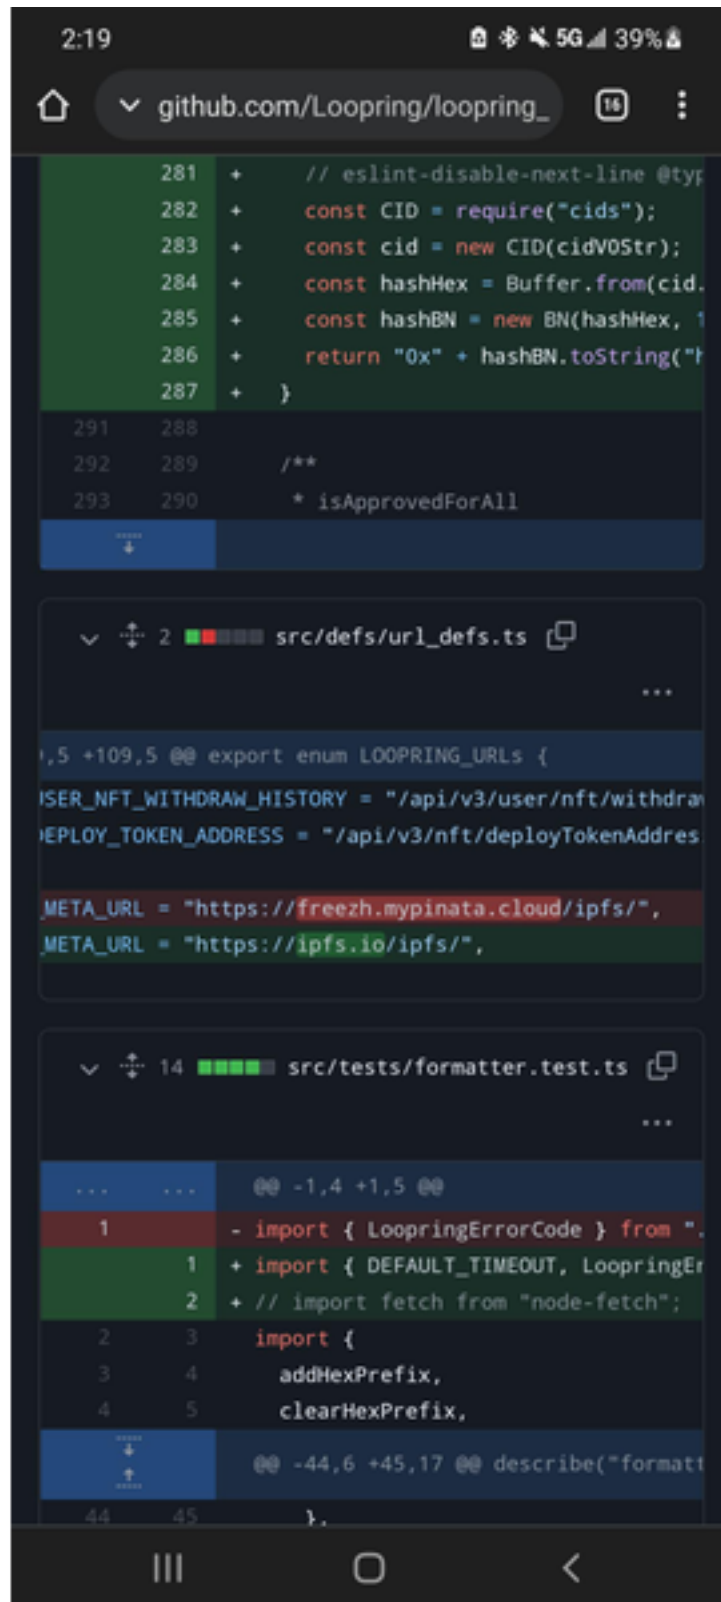 2:19 5G 39%
github.com/Loopring/loopring_ 16
281 + // eslint-disable-next-line @typ
282 + const CID = require("cids");
283 + const cid = new CID(cidV0Str);
284 + const hashHex = Buffer.from(cid.
285 + const hashBN = new BN(hashHex, 1
286 + return "0x" + hashBN.toString("h
287 + }
291 288
292 289 /**
293 290 * isApprovedForAll
2 src/defs/url_defs.ts
...
,5 +109,5 @@ export enum LOOPRING_URLs {
USER_NFT_WITHDRAW_HISTORY = "/api/v3/user/nft/withdraw
DEPLOY_TOKEN_ADDRESS = "/api/v3/nft/deployTokenAddres
_META_URL = "https://freezh.mypinata.cloud/ipfs/",
_META_URL = "https://ipfs.io/ipfs/",
14 src/tests/formatter.test.ts
...
... ... @@ -1,4 +1,5 @@
1 - import { LoopringErrorCode } from ".
1 + import { DEFAULT_TIMEOUT, LoopringEr
2 + // import fetch from "node-fetch";
2 3 import {
3 4 addHexPrefix,
4 5 clearHexPrefix,
@@ -44,6 +45,17 @@ describe("formatt
44 45 },